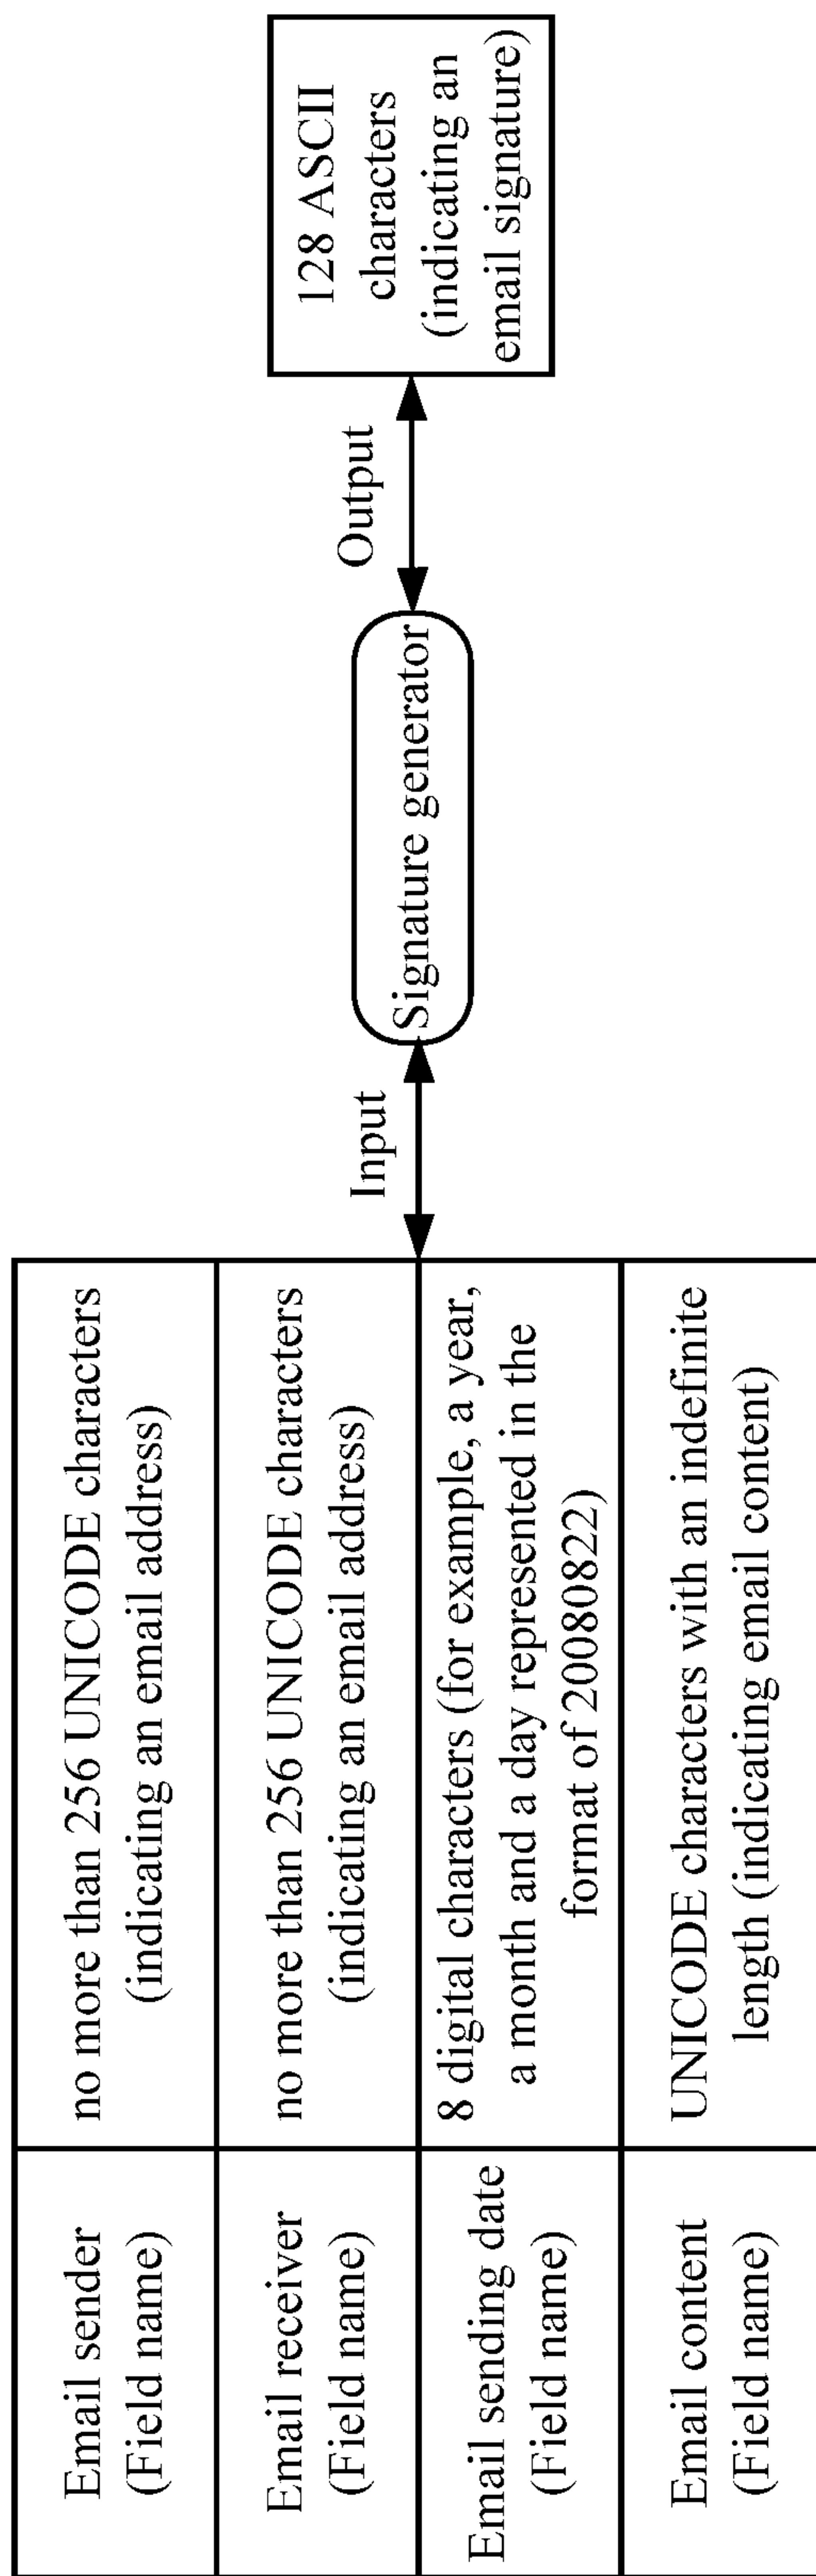 Email sender
(Field name)
no more than 256 UNICODE characters
(indicating an email address)
Email receiver
(Field name)
no more than 256 UNICODE characters
(indicating an email address)
Email sending date
(Field name)
8 digital characters (for example, a year,
a month and a day represented in the
format of 20080822)
Email content
(Field name)
UNICODE characters with an indefinite
length (indicating email content)
Input
Signature generator
Output
128 ASCII
characters
(indicating an
email signature)